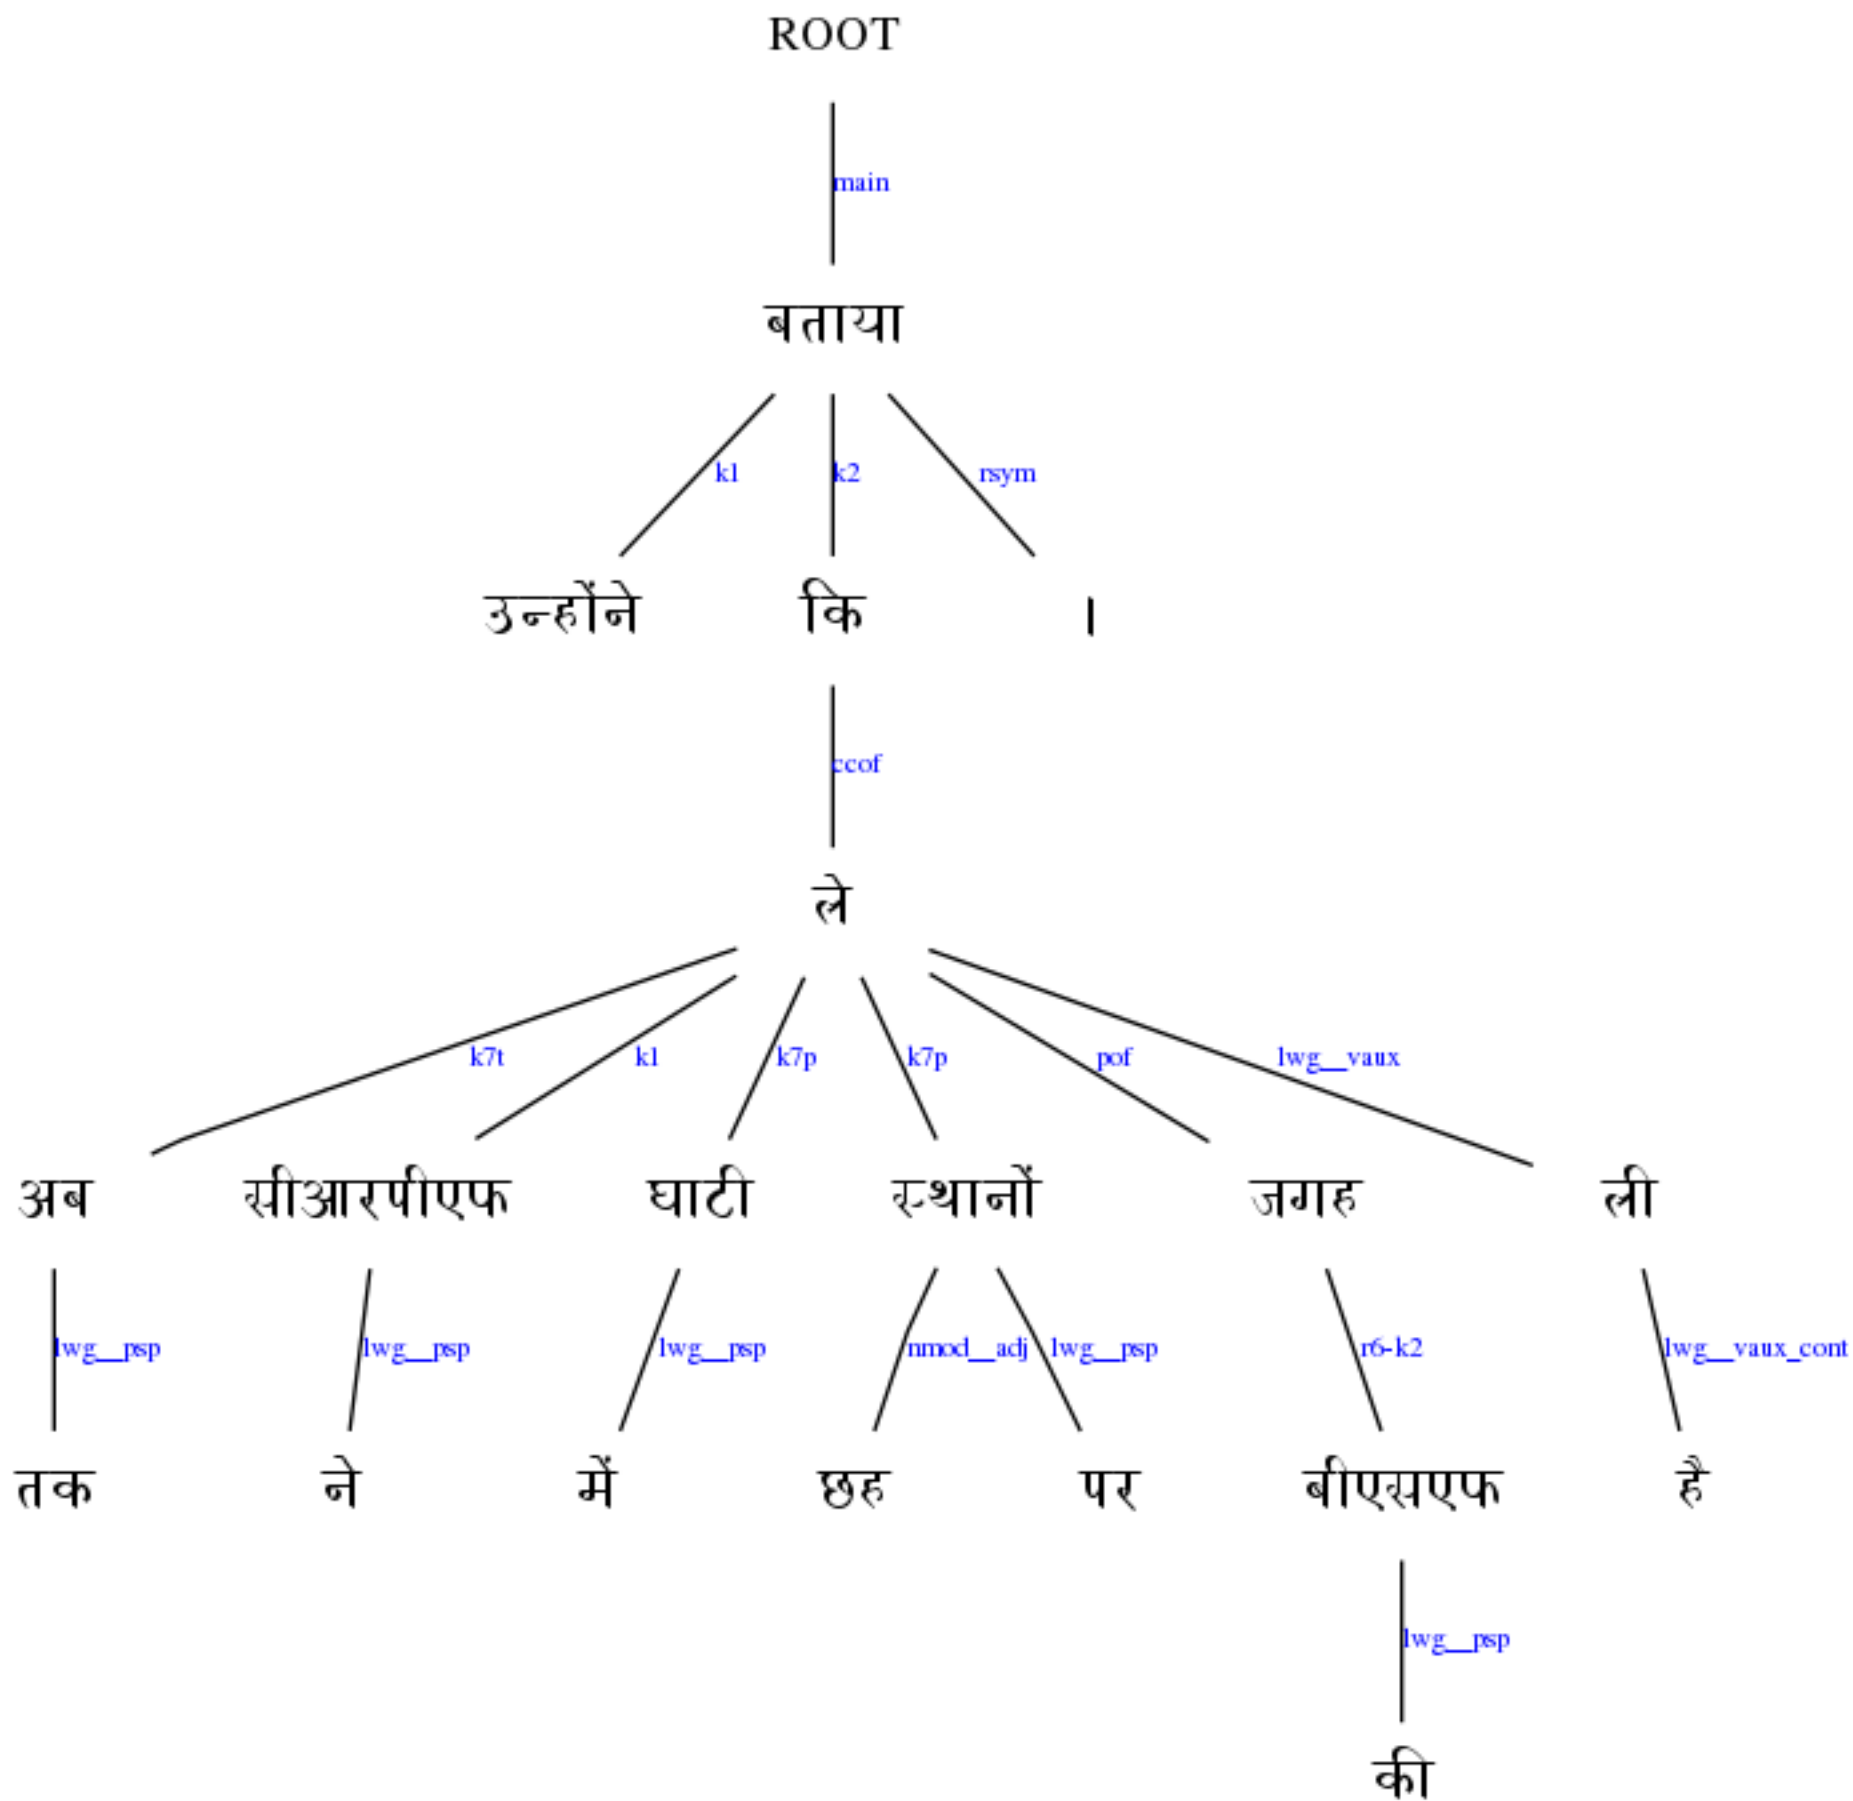 ROOT
main
बताया
k1 k2 rsym
उन्होंने कि ।
ccof
ले
k7t k1 k7p k7p pof lwg__vaux
अब सीआरपीएफ घाटी स्थानों जगह ली
lwg__psp lwg__psp lwg__psp nmod__adj lwg__psp r6-k2 lwg__vaux_cont
तक ने में छह पर बीएसएफ है
lwg__psp
की